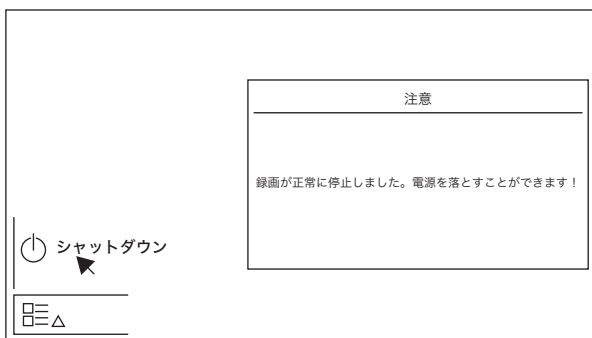 注意
録画が正常に停止しました。電源を落とすことができます！
シャットダウン